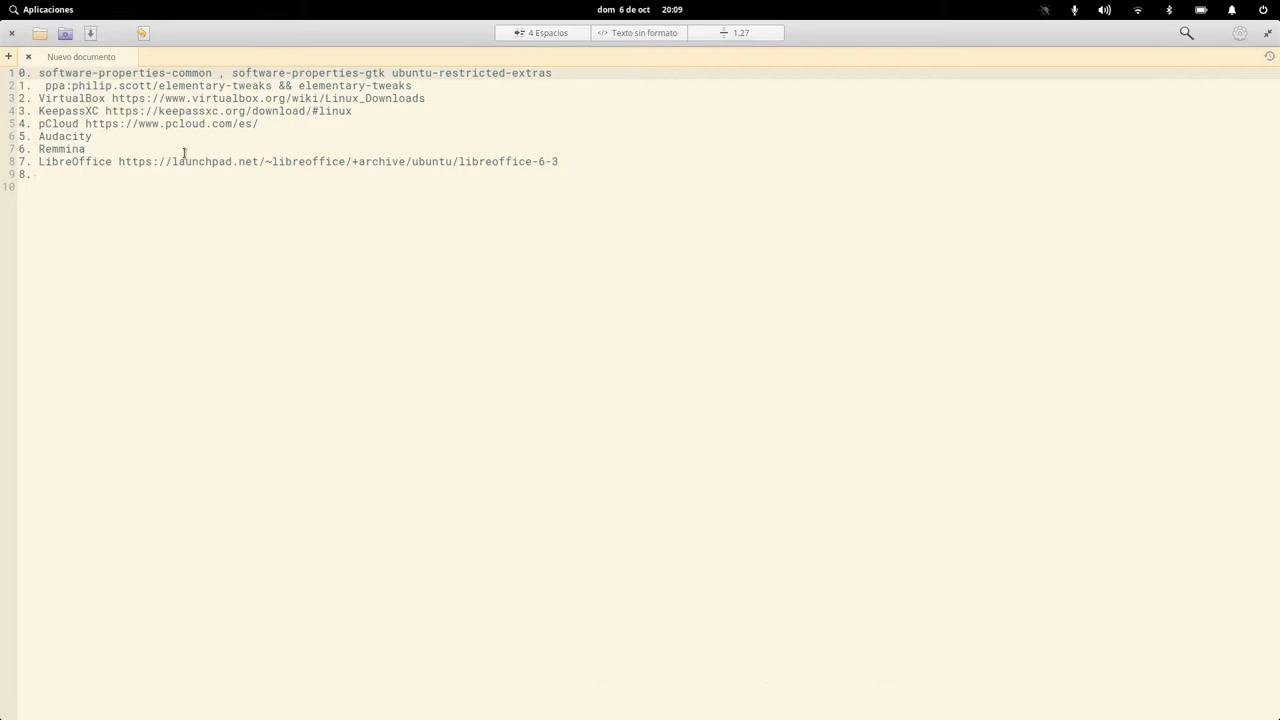 Aplicaciones dom 6 de oct 20:09
4 Espacios </> Texto sin formato 1.27
+ × Nuevo documento
1 0. software-properties-common , software-properties-gtk ubuntu-restricted-extras
2 1.  ppa:philip.scott/elementary-tweaks && elementary-tweaks
3 2. VirtualBox https://www.virtualbox.org/wiki/Linux_Downloads
4 3. KeepassXC https://keepassxc.org/download/#linux
5 4. pCloud https://www.pcloud.com/es/
6 5. Audacity
7 6. Remmina
8 7. LibreOffice https://launchpad.net/~libreoffice/+archive/ubuntu/libreoffice-6-3
9 8.
10